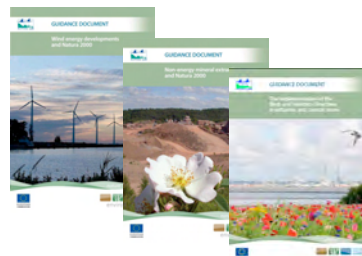 GUIDANCE DOCUMENT
Wind energy developments
and Natura 2000
GUIDANCE DOCUMENT
Non-energy mineral
and Natura 2000
GUIDANCE DOCUMENT
The implementation of the
Birds and Habitats Directives
in estuaries and coastal zones